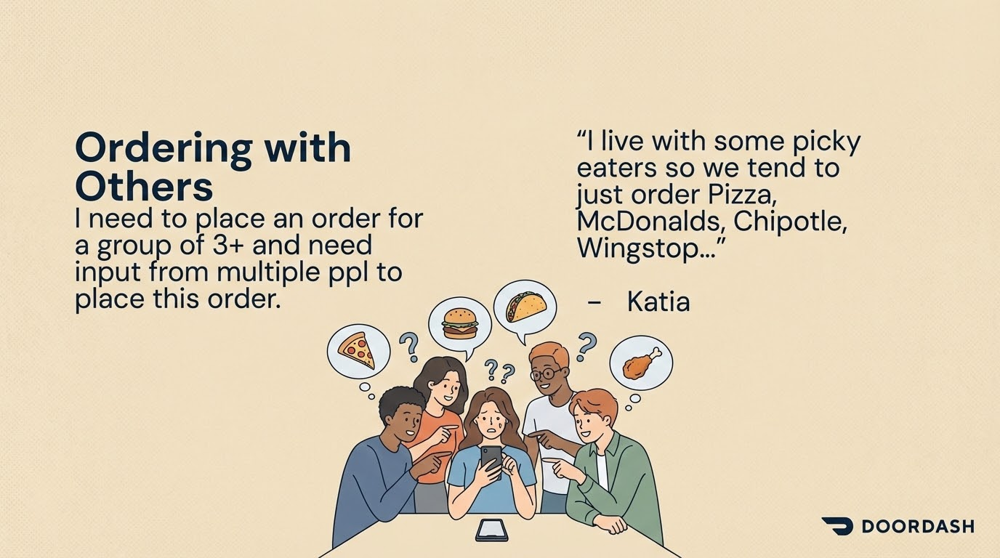 Ordering with
Others
I need to place an order for
a group of 3+ and need
input from multiple ppl to
place this order.
“I live with some picky
eaters so we tend to
just order Pizza,
McDonalds, Chipotle,
Wingstop...”
– Katia
? ?? ?
DOORDASH